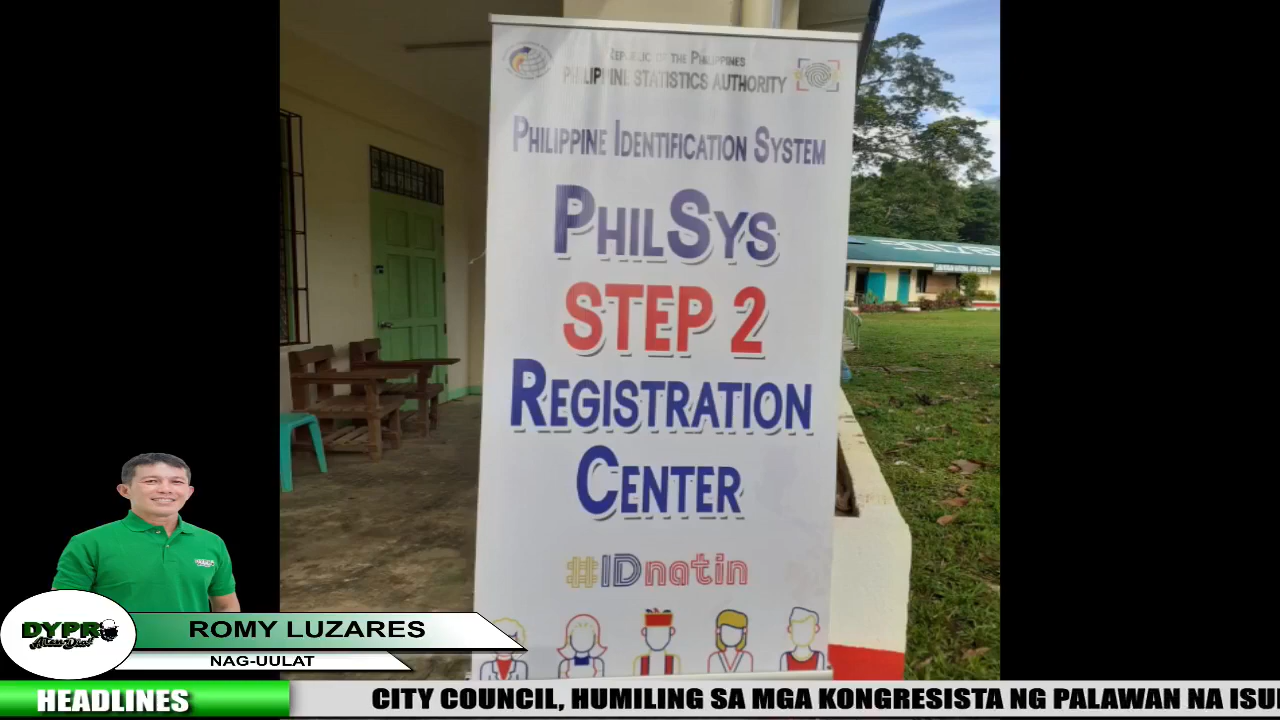 REPUBLIC OF THE PHILIPPINES
PHILIPPINE STATISTICS AUTHORITY
PHILIPPINE IDENTIFICATION SYSTEM
PHILSYS
STEP 2
REGISTRATION
CENTER
#IDnatin
DYPR
ROMY LUZARES
NAG-UULAT
HEADLINES
CITY COUNCIL, HUMILING SA MGA KONGRESISTA NG PALAWAN NA ISU